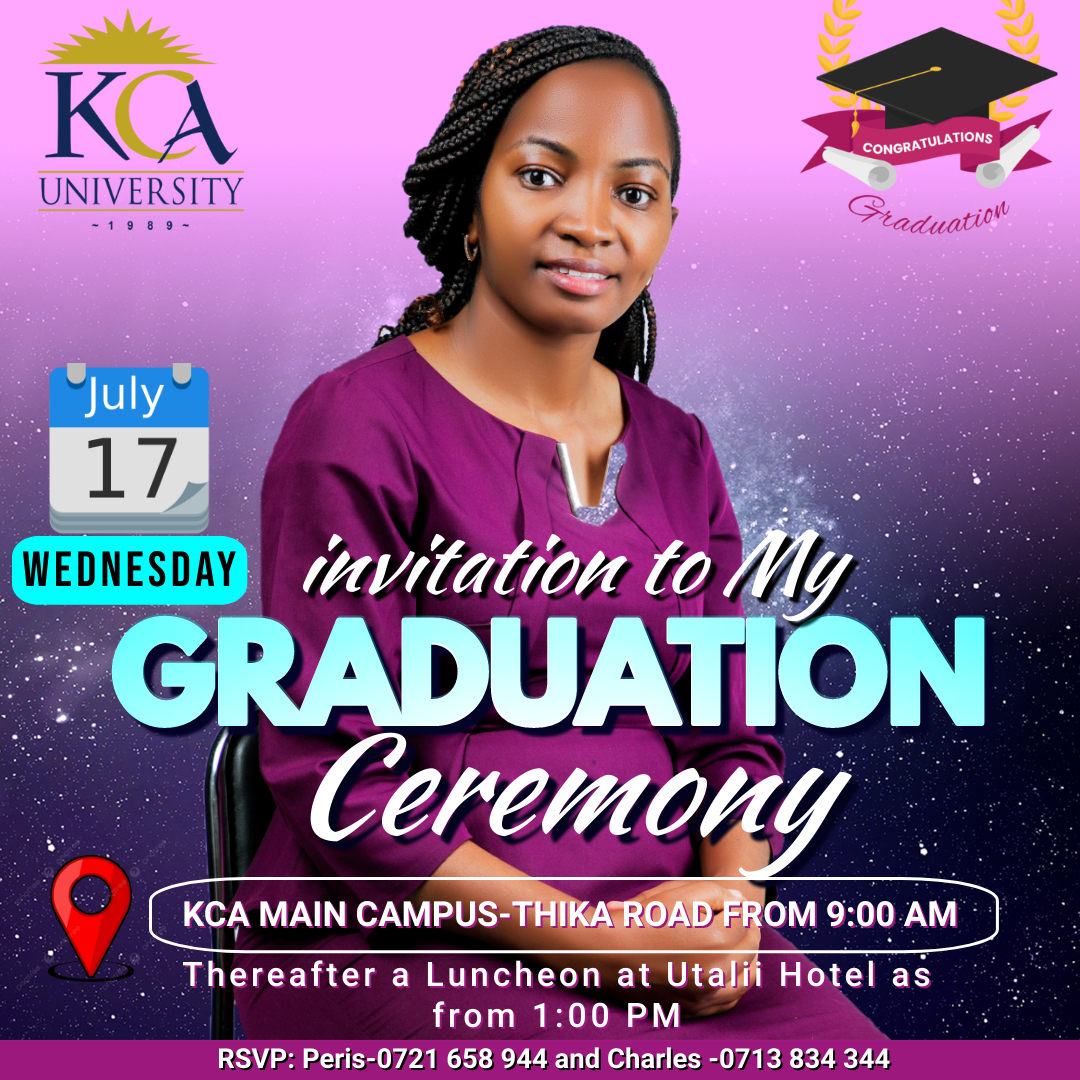 KCA
UNIVERSITY
~1989~
CONGRATULATIONS
Graduation
July
17
WEDNESDAY
invitation to My
GRADUATION
Ceremony
KCA MAIN CAMPUS-THIKA ROAD FROM 9:00 AM
Thereafter a Luncheon at Utalii Hotel as
from 1:00 PM
RSVP: Peris-0721 658 944 and Charles -0713 834 344